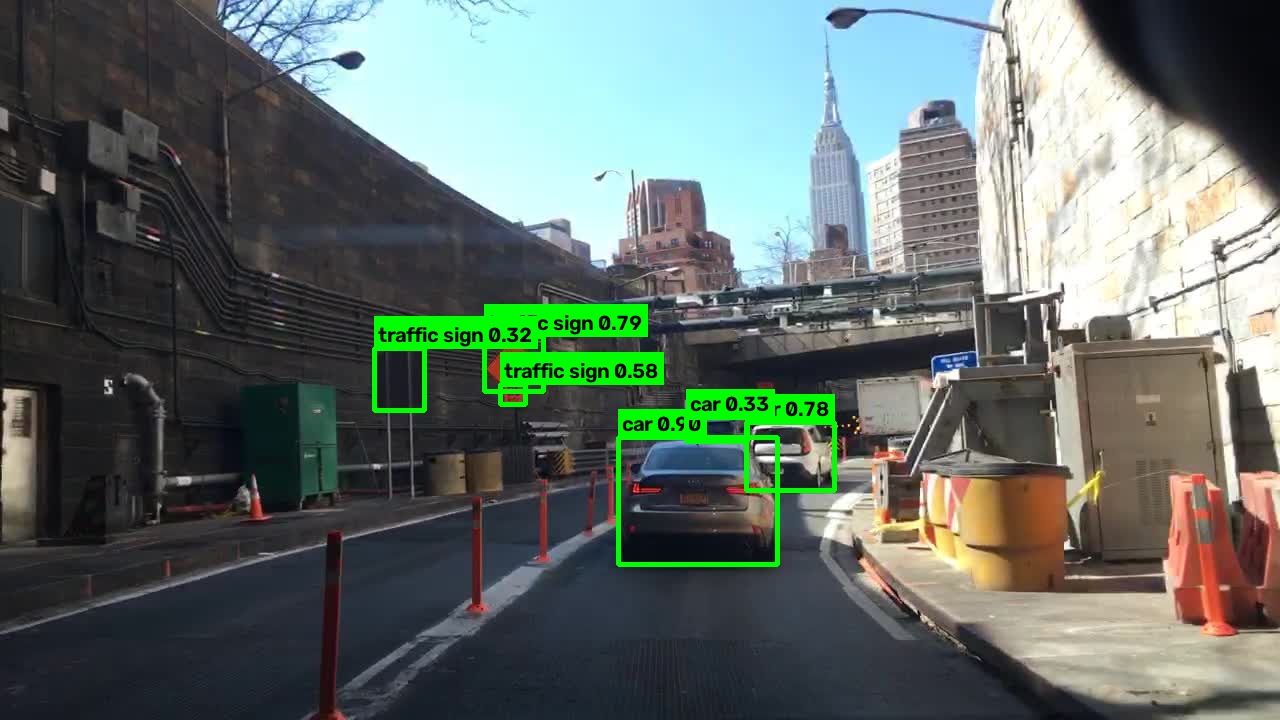 traffic sign 0.32
c sign 0.79
traffic sign 0.58
car 0.33
r 0.78
car 0.90